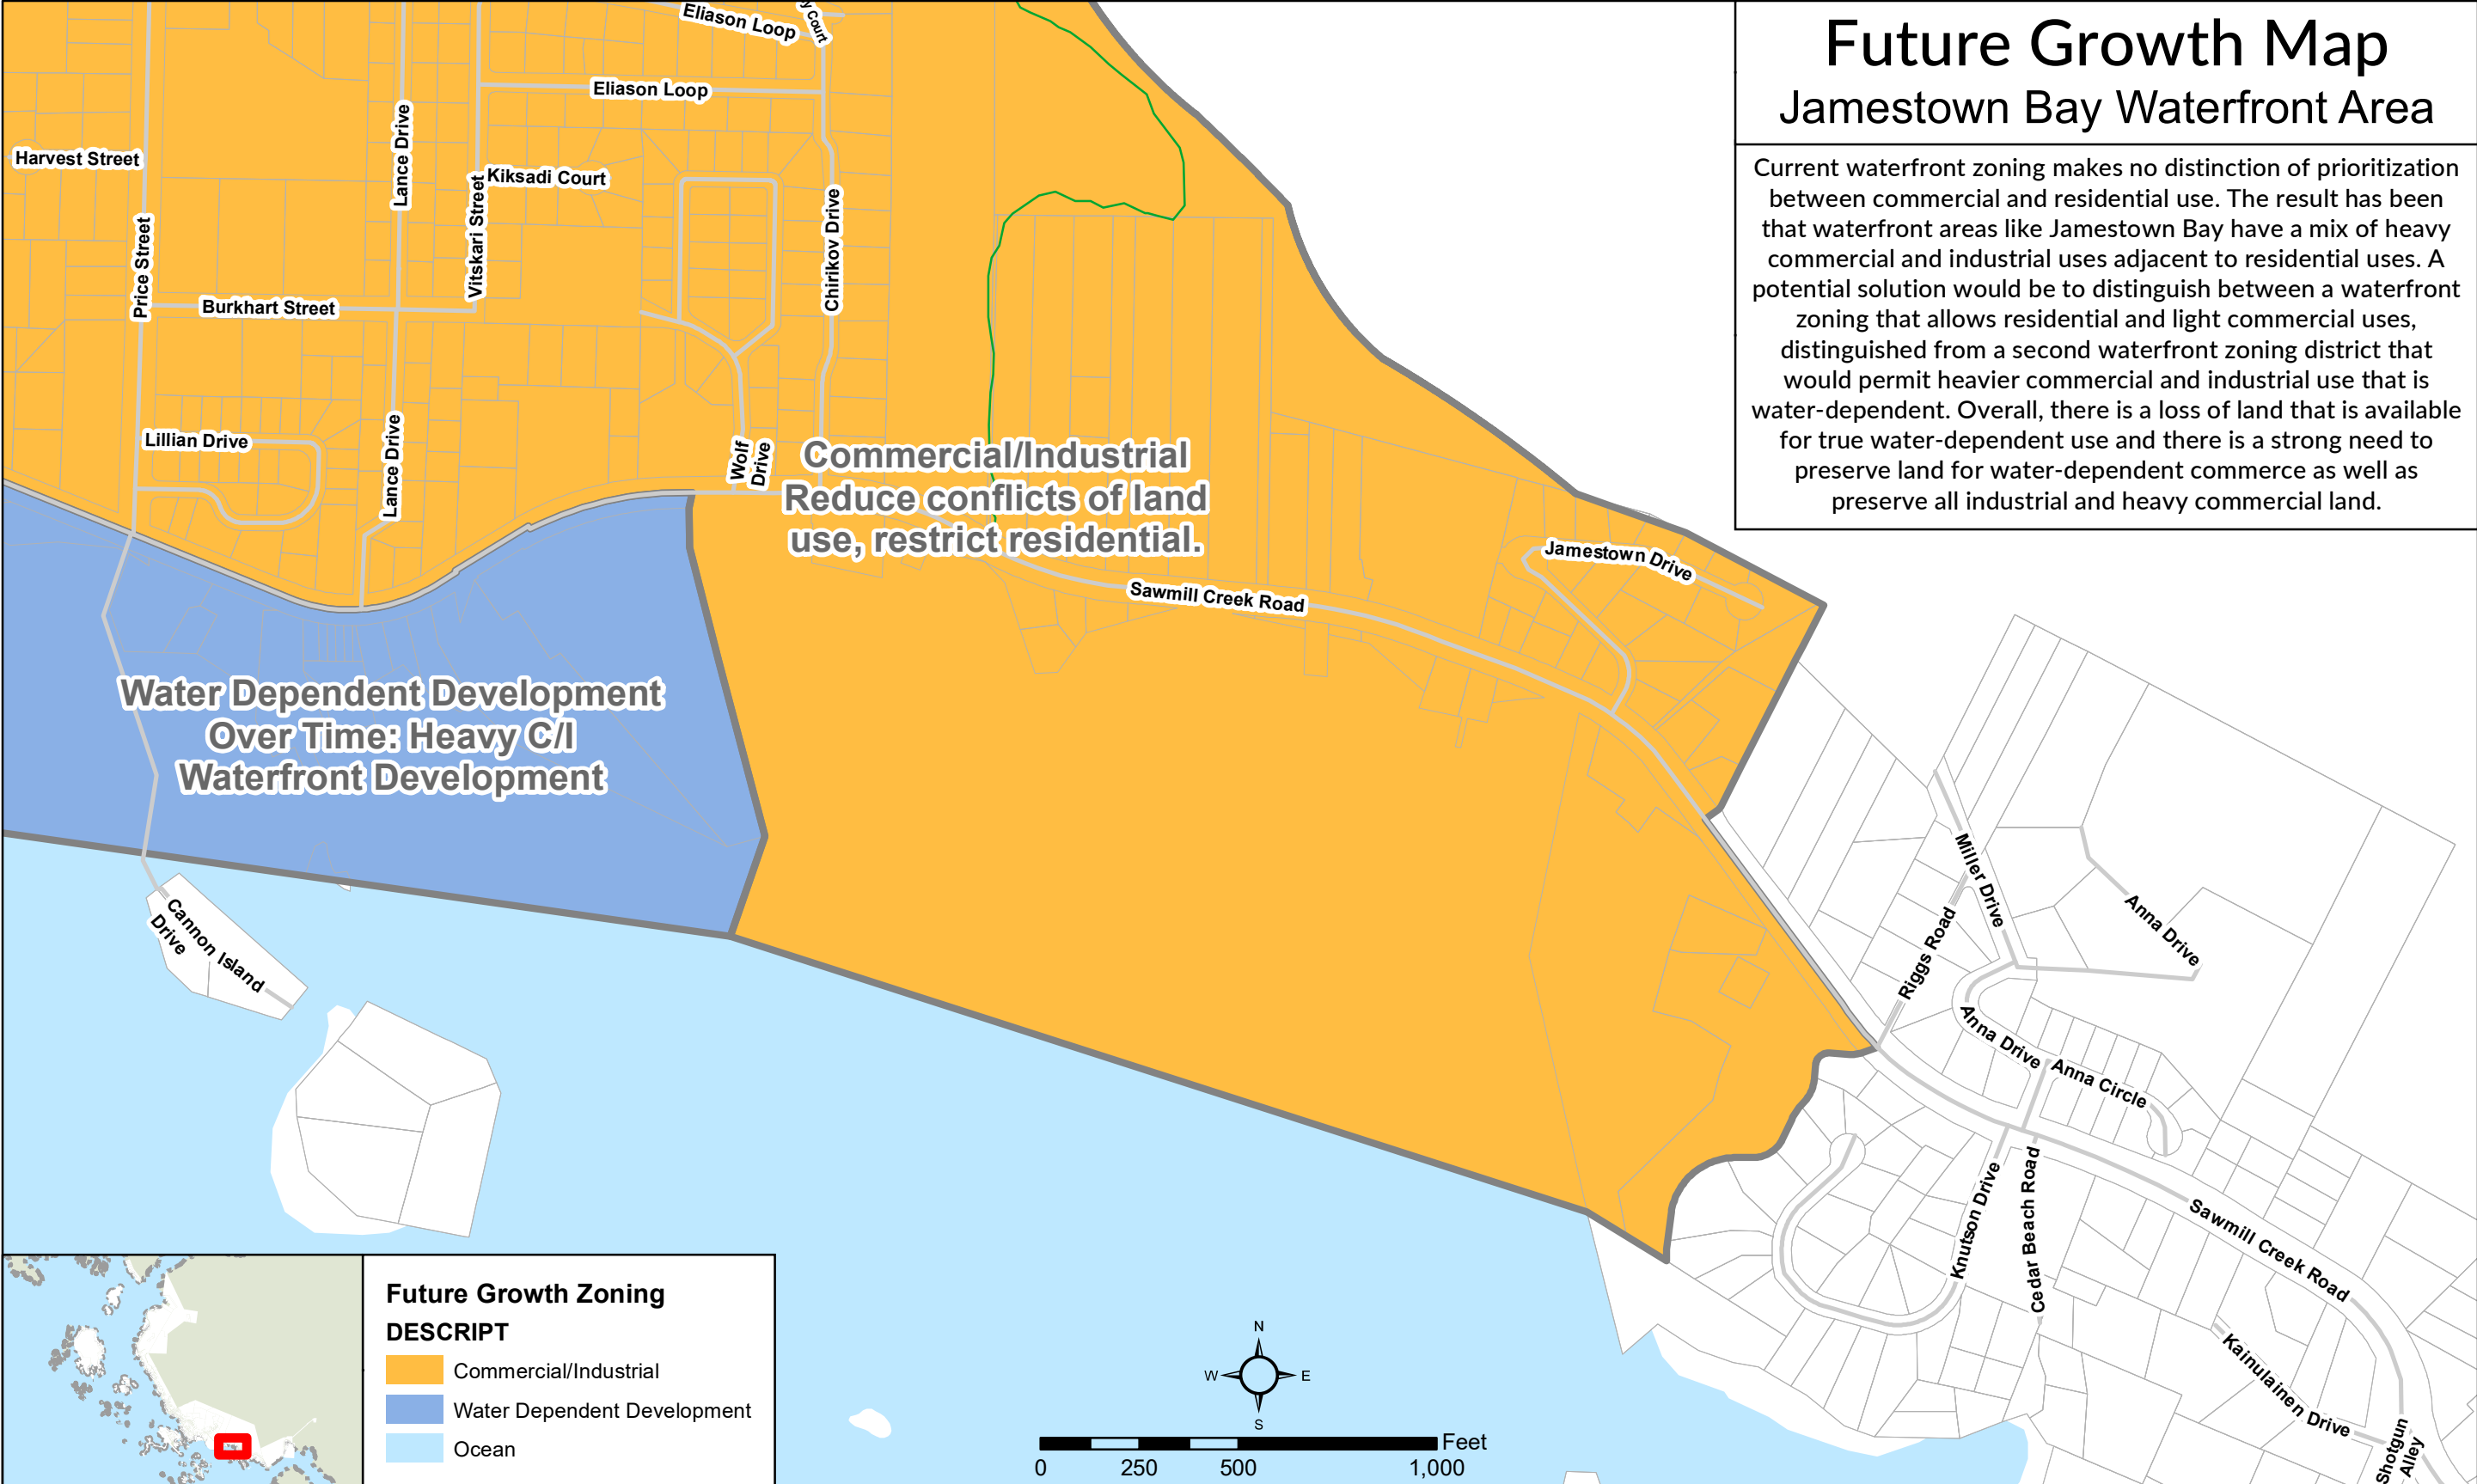 Future Growth Map
Jamestown Bay Waterfront Area
Current waterfront zoning makes no distinction of prioritization
between commercial and residential use. The result has been
that waterfront areas like Jamestown Bay have a mix of heavy
commercial and industrial uses adjacent to residential uses. A
potential solution would be to distinguish between a waterfront
zoning that allows residential and light commercial uses,
distinguished from a second waterfront zoning district that
would permit heavier commercial and industrial use that is
water-dependent. Overall, there is a loss of land that is available
for true water-dependent use and there is a strong need to
preserve land for water-dependent commerce as well as
preserve all industrial and heavy commercial land.
Eliason Loop
Court
Eliason Loop
Harvest Street
Lance Drive
Kiksadi Court
Vitskari Street
Chirikov Drive
Price Street
Burkhart Street
Lillian Drive
Lance Drive
Wolf
Drive
Commercial/Industrial
Reduce conflicts of land
use, restrict residential.
Jamestown Drive
Sawmill Creek Road
Water Dependent Development
Over Time: Heavy C/I
Waterfront Development
Cannon Island
Drive
Miller Drive
Riggs Road
Anna Drive
Anna Drive
Anna Circle
Knutson Drive
Cedar Beach Road
Sawmill Creek Road
Kainulainen Drive
Shotgun
Alley
Future Growth Zoning
DESCRIPT
Commercial/Industrial
Water Dependent Development
Ocean
N
W
E
S
Feet
0
250
500
1,000